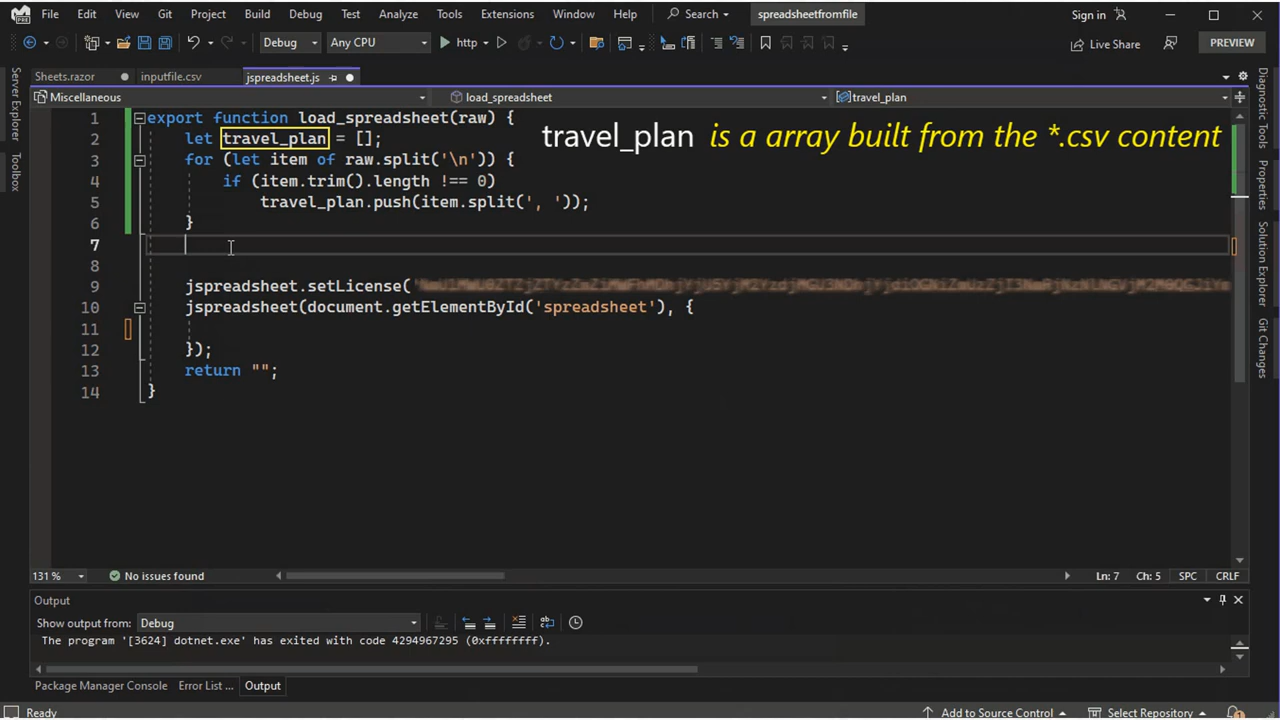 File Edit View Git Project Build Debug Test Analyze Tools Extensions Window Help Search spreadsheetfromfile Sign in
Debug Any CPU http Live Share PREVIEW
Sheets.razor inputfile.csv jspreadsheet.js
Miscellaneous load_spreadsheet travel_plan
1 export function load_spreadsheet(raw) {
2 let travel_plan = [];
travel_plan is a array built from the *.csv content
3 for (let item of raw.split('\n')) {
4 if (item.trim().length !== 0)
5 travel_plan.push(item.split(', '));
6 }
7
8
9 jspreadsheet.setLicense('
10 jspreadsheet(document.getElementById('spreadsheet'), {
11
12 });
13 return "";
14 }
131 % No issues found Ln: 7 Ch: 5 SPC CRLF
Output
Show output from: Debug
The program '[3624] dotnet.exe' has exited with code 4294967295 (0xffffffff).
Package Manager Console Error List ... Output
Ready Add to Source Control Select Repository
Server Explorer
Toolbox
Diagnostic Tools
Properties
Solution Explorer
Git Changes